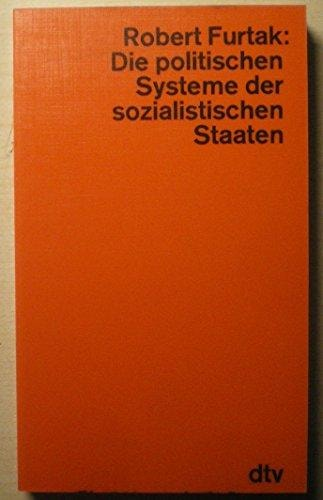 Robert Furtak:
Die politischen
Systeme der
sozialistischen
Staaten
dtv